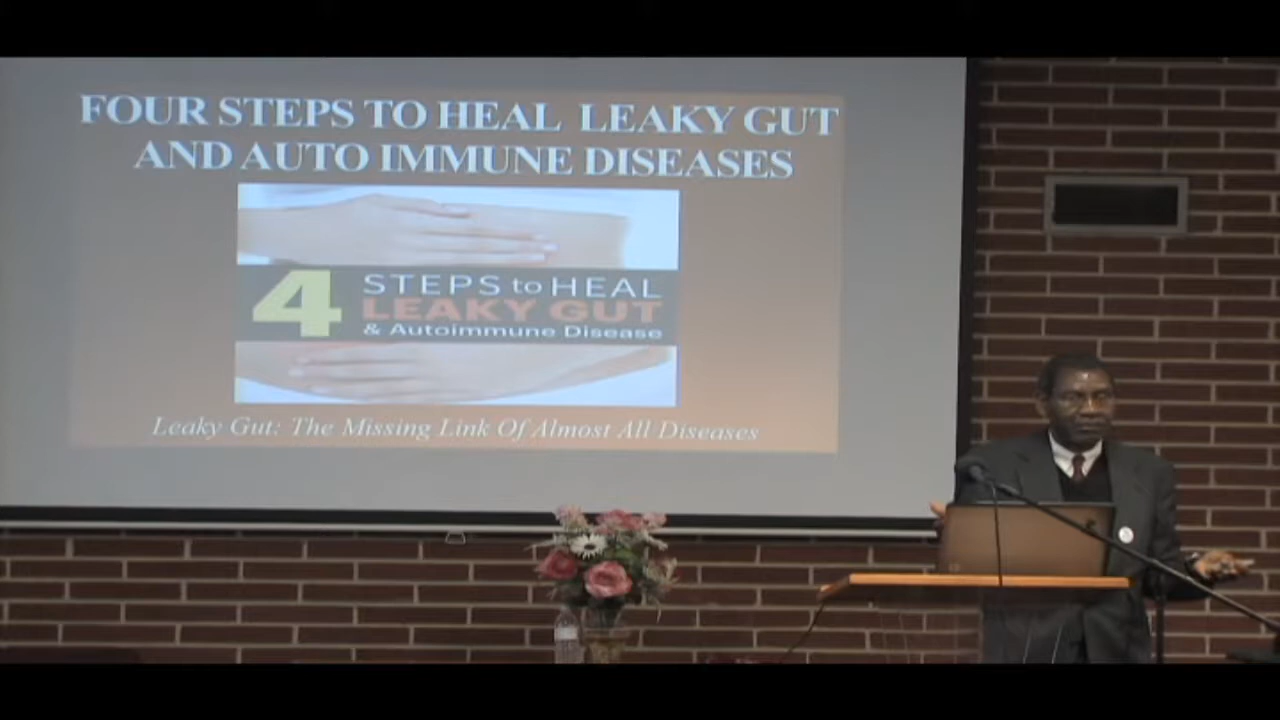 FOUR STEPS TO HEAL LEAKY GUT
AND AUTO IMMUNE DISEASES
4 STEPS to HEAL
LEAKY GUT
& Autoimmune Disease
Leaky Gut: The Missing Link Of Almost All Diseases